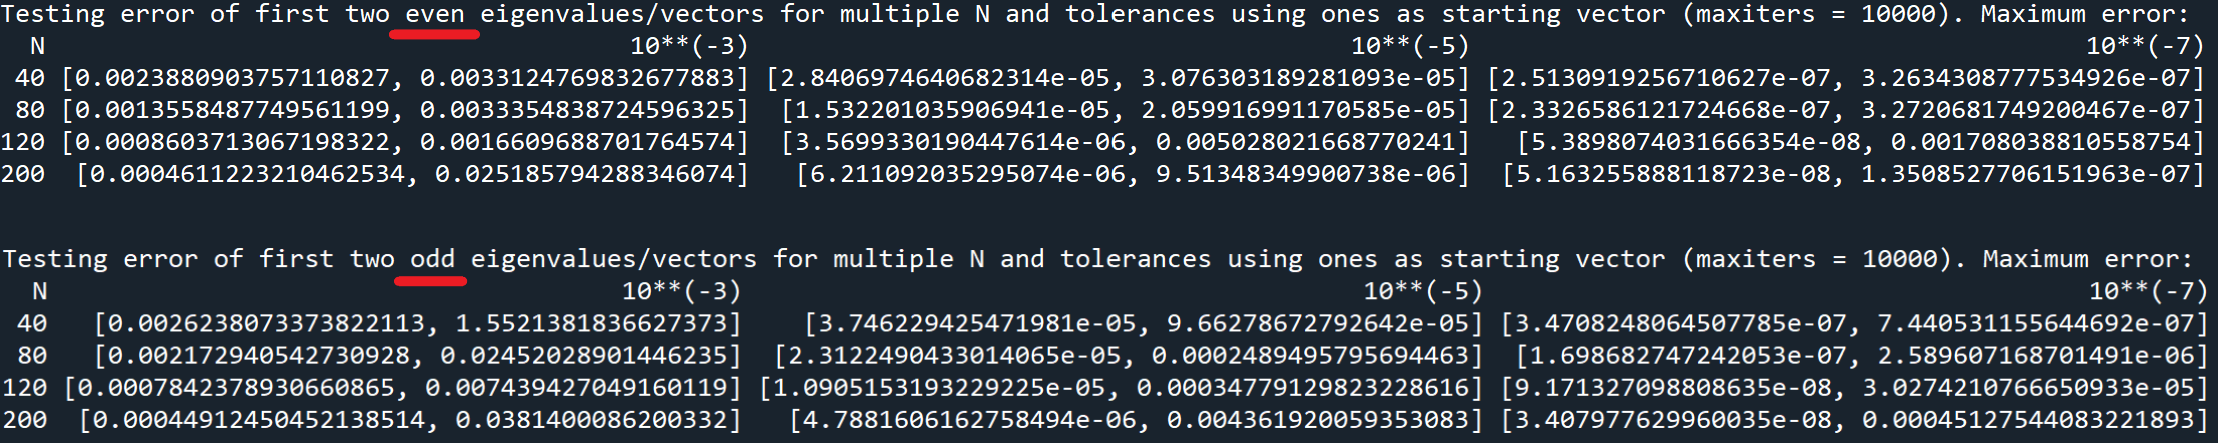 Testing error of first two even eigenvalues/vectors for multiple N and tolerances using ones as starting vector (maxiters = 10000). Maximum error:
N 10**(-3) 10**(-5) 10**(-7)
40 [0.0023880903757110827, 0.0033124769832677883] [2.8406974640682314e-05, 3.076303189281093e-05] [2.5130919256710627e-07, 3.2634308777534926e-07]
80 [0.0013558487749561199, 0.0033354838724596325] [1.532201035906941e-05, 2.059916991170585e-05] [2.3326586121724668e-07, 3.2720681749200467e-07]
120 [0.0008603713067198322, 0.0016609688701764574] [3.5699330190447614e-06, 0.005028021668770241] [5.3898074031666354e-08, 0.001708038810558754]
200 [0.0004611223210462534, 0.025185794288346074] [6.211092035295074e-06, 9.51348349900738e-06] [5.163255888118723e-08, 1.3508527706151963e-07]
Testing error of first two odd eigenvalues/vectors for multiple N and tolerances using ones as starting vector (maxiters = 10000). Maximum error:
N 10**(-3) 10**(-5) 10**(-7)
40 [0.0026238073373822113, 1.5521381836627373] [3.746229425471981e-05, 9.66278672792642e-05] [3.4708248064507785e-07, 7.440531155644692e-07]
80 [0.002172940542730928, 0.02452028901446235] [2.3122490433014065e-05, 0.0002489495795694463] [1.698682747242053e-07, 2.589607168701491e-06]
120 [0.0007842378930660865, 0.007439427049160119] [1.0905153193229225e-05, 0.00034779129823228616] [9.171327098808635e-08, 3.0274210766650933e-05]
200 [0.00044912450452138514, 0.0381400086200332] [4.7881606162758494e-06, 0.004361920059353083] [3.407977629960035e-08, 0.00045127544083221893]